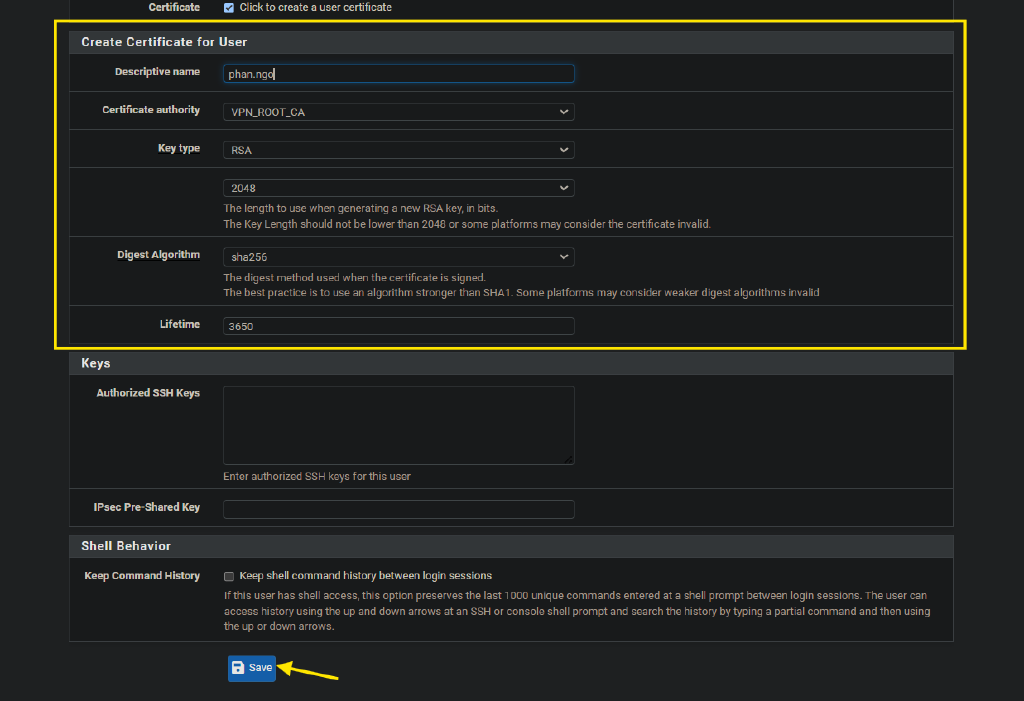 Certificate Click to create a user certificate
Create Certificate for User
Descriptive name phan.ngo
Certificate authority VPN_ROOT_CA
Key type RSA
2048
The length to use when generating a new RSA key, in bits.
The Key Length should not be lower than 2048 or some platforms may consider the certificate invalid.
Digest Algorithm sha256
The digest method used when the certificate is signed.
The best practice is to use an algorithm stronger than SHA1. Some platforms may consider weaker digest algorithms invalid
Lifetime 3650
Keys
Authorized SSH Keys
Enter authorized SSH keys for this user
IPsec Pre-Shared Key
Shell Behavior
Keep Command History Keep shell command history between login sessions
If this user has shell access, this option preserves the last 1000 unique commands entered at a shell prompt between login sessions. The user can
access history using the up and down arrows at an SSH or console shell prompt and search the history by typing a partial command and then using
the up or down arrows.
Save